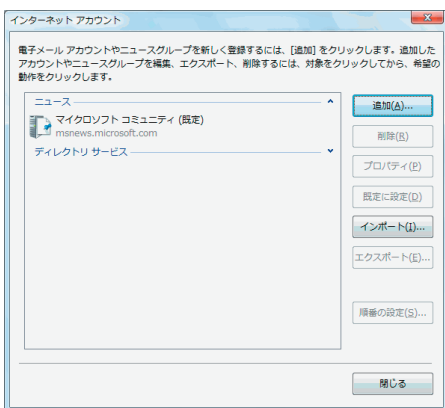 インターネット アカウント
電子メール アカウントやニュースグループを新しく登録するには、[追加] をクリックします。追加した
アカウントやニュースグループを編集、エクスポート、削除するには、対象をクリックしてから、希望の
動作をクリックします。
ニュース
マイクロソフト コミュニティ (既定)
msnews.microsoft.com
ディレクトリ サービス
追加(A)...
削除(R)
プロパティ(P)
既定に設定(D)
インポート(I)...
エクスポート(E)...
順番の設定(S)...
閉じる